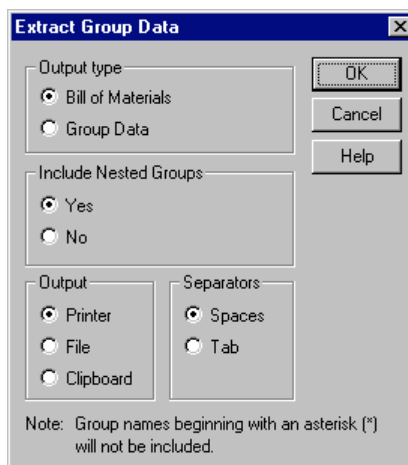 Extract Group Data
Output type
Bill of Materials
Group Data
OK
Cancel
Help
Include Nested Groups
Yes
No
Output
Printer
File
Clipboard
Separators
Spaces
Tab
Note: Group names beginning with an asterisk (*)
will not be included.